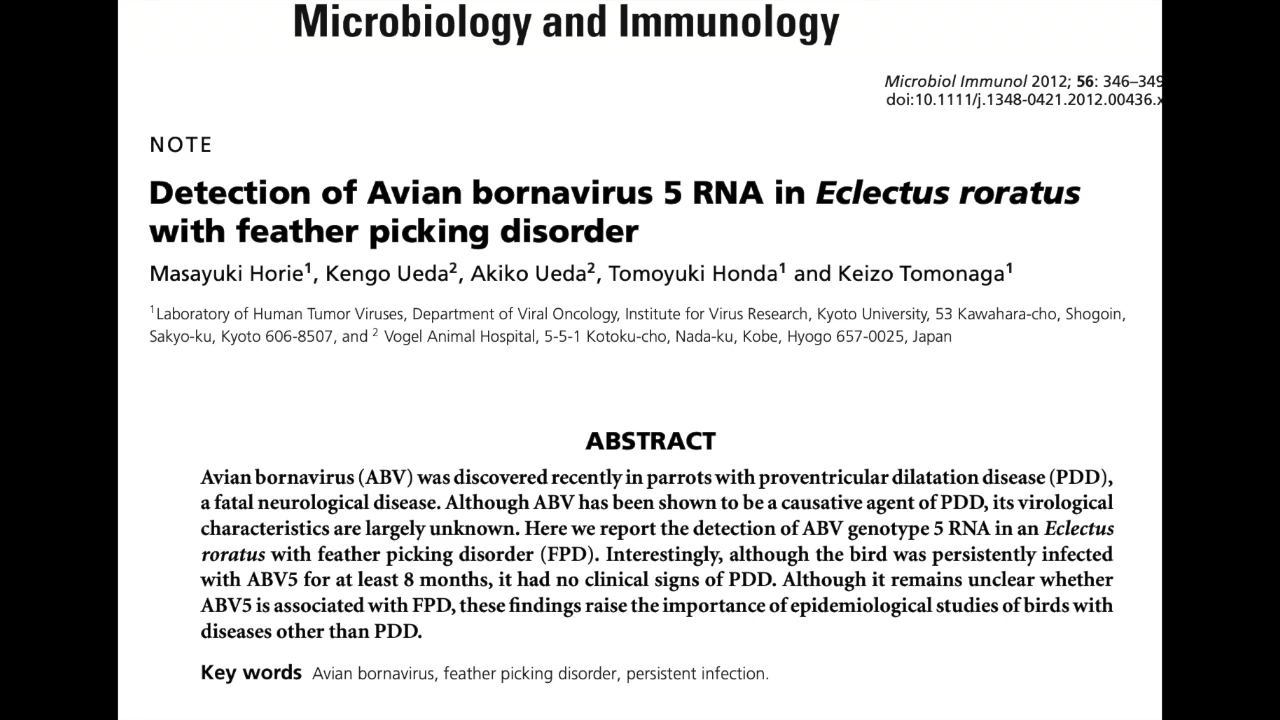 Microbiology and Immunology
Microbiol Immunol 2012; 56: 346–349
doi:10.1111/j.1348-0421.2012.00436.x
NOTE
Detection of Avian bornavirus 5 RNA in Eclectus roratus
with feather picking disorder
Masayuki Horie1, Kengo Ueda2, Akiko Ueda2, Tomoyuki Honda1 and Keizo Tomonaga1
1Laboratory of Human Tumor Viruses, Department of Viral Oncology, Institute for Virus Research, Kyoto University, 53 Kawahara-cho, Shogoin,
Sakyo-ku, Kyoto 606-8507, and 2 Vogel Animal Hospital, 5-5-1 Kotoku-cho, Nada-ku, Kobe, Hyogo 657-0025, Japan
ABSTRACT
Avian bornavirus (ABV) was discovered recently in parrots with proventricular dilatation disease (PDD),
a fatal neurological disease. Although ABV has been shown to be a causative agent of PDD, its virological
characteristics are largely unknown. Here we report the detection of ABV genotype 5 RNA in an Eclectus
roratus with feather picking disorder (FPD). Interestingly, although the bird was persistently infected
with ABV5 for at least 8 months, it had no clinical signs of PDD. Although it remains unclear whether
ABV5 is associated with FPD, these findings raise the importance of epidemiological studies of birds with
diseases other than PDD.
Key words Avian bornavirus, feather picking disorder, persistent infection.